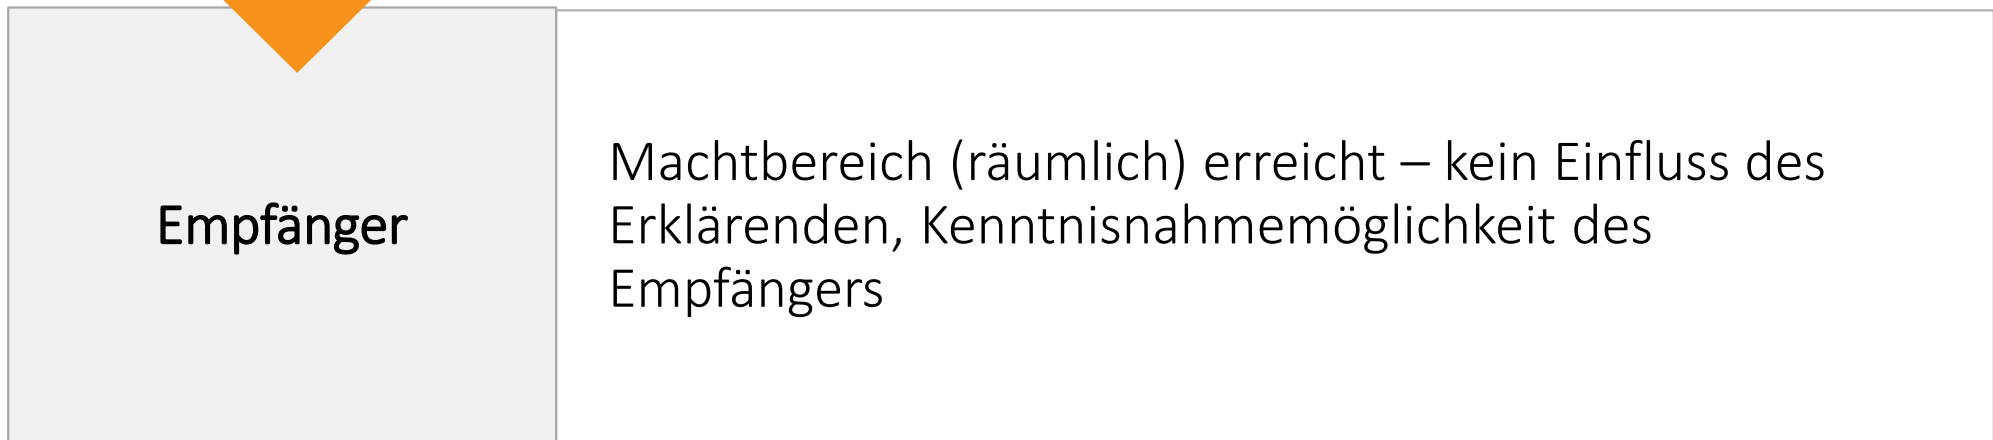 Empfänger
Machtbereich (räumlich) erreicht – kein Einfluss des
Erklärenden, Kenntnisnahmemöglichkeit des
Empfängers